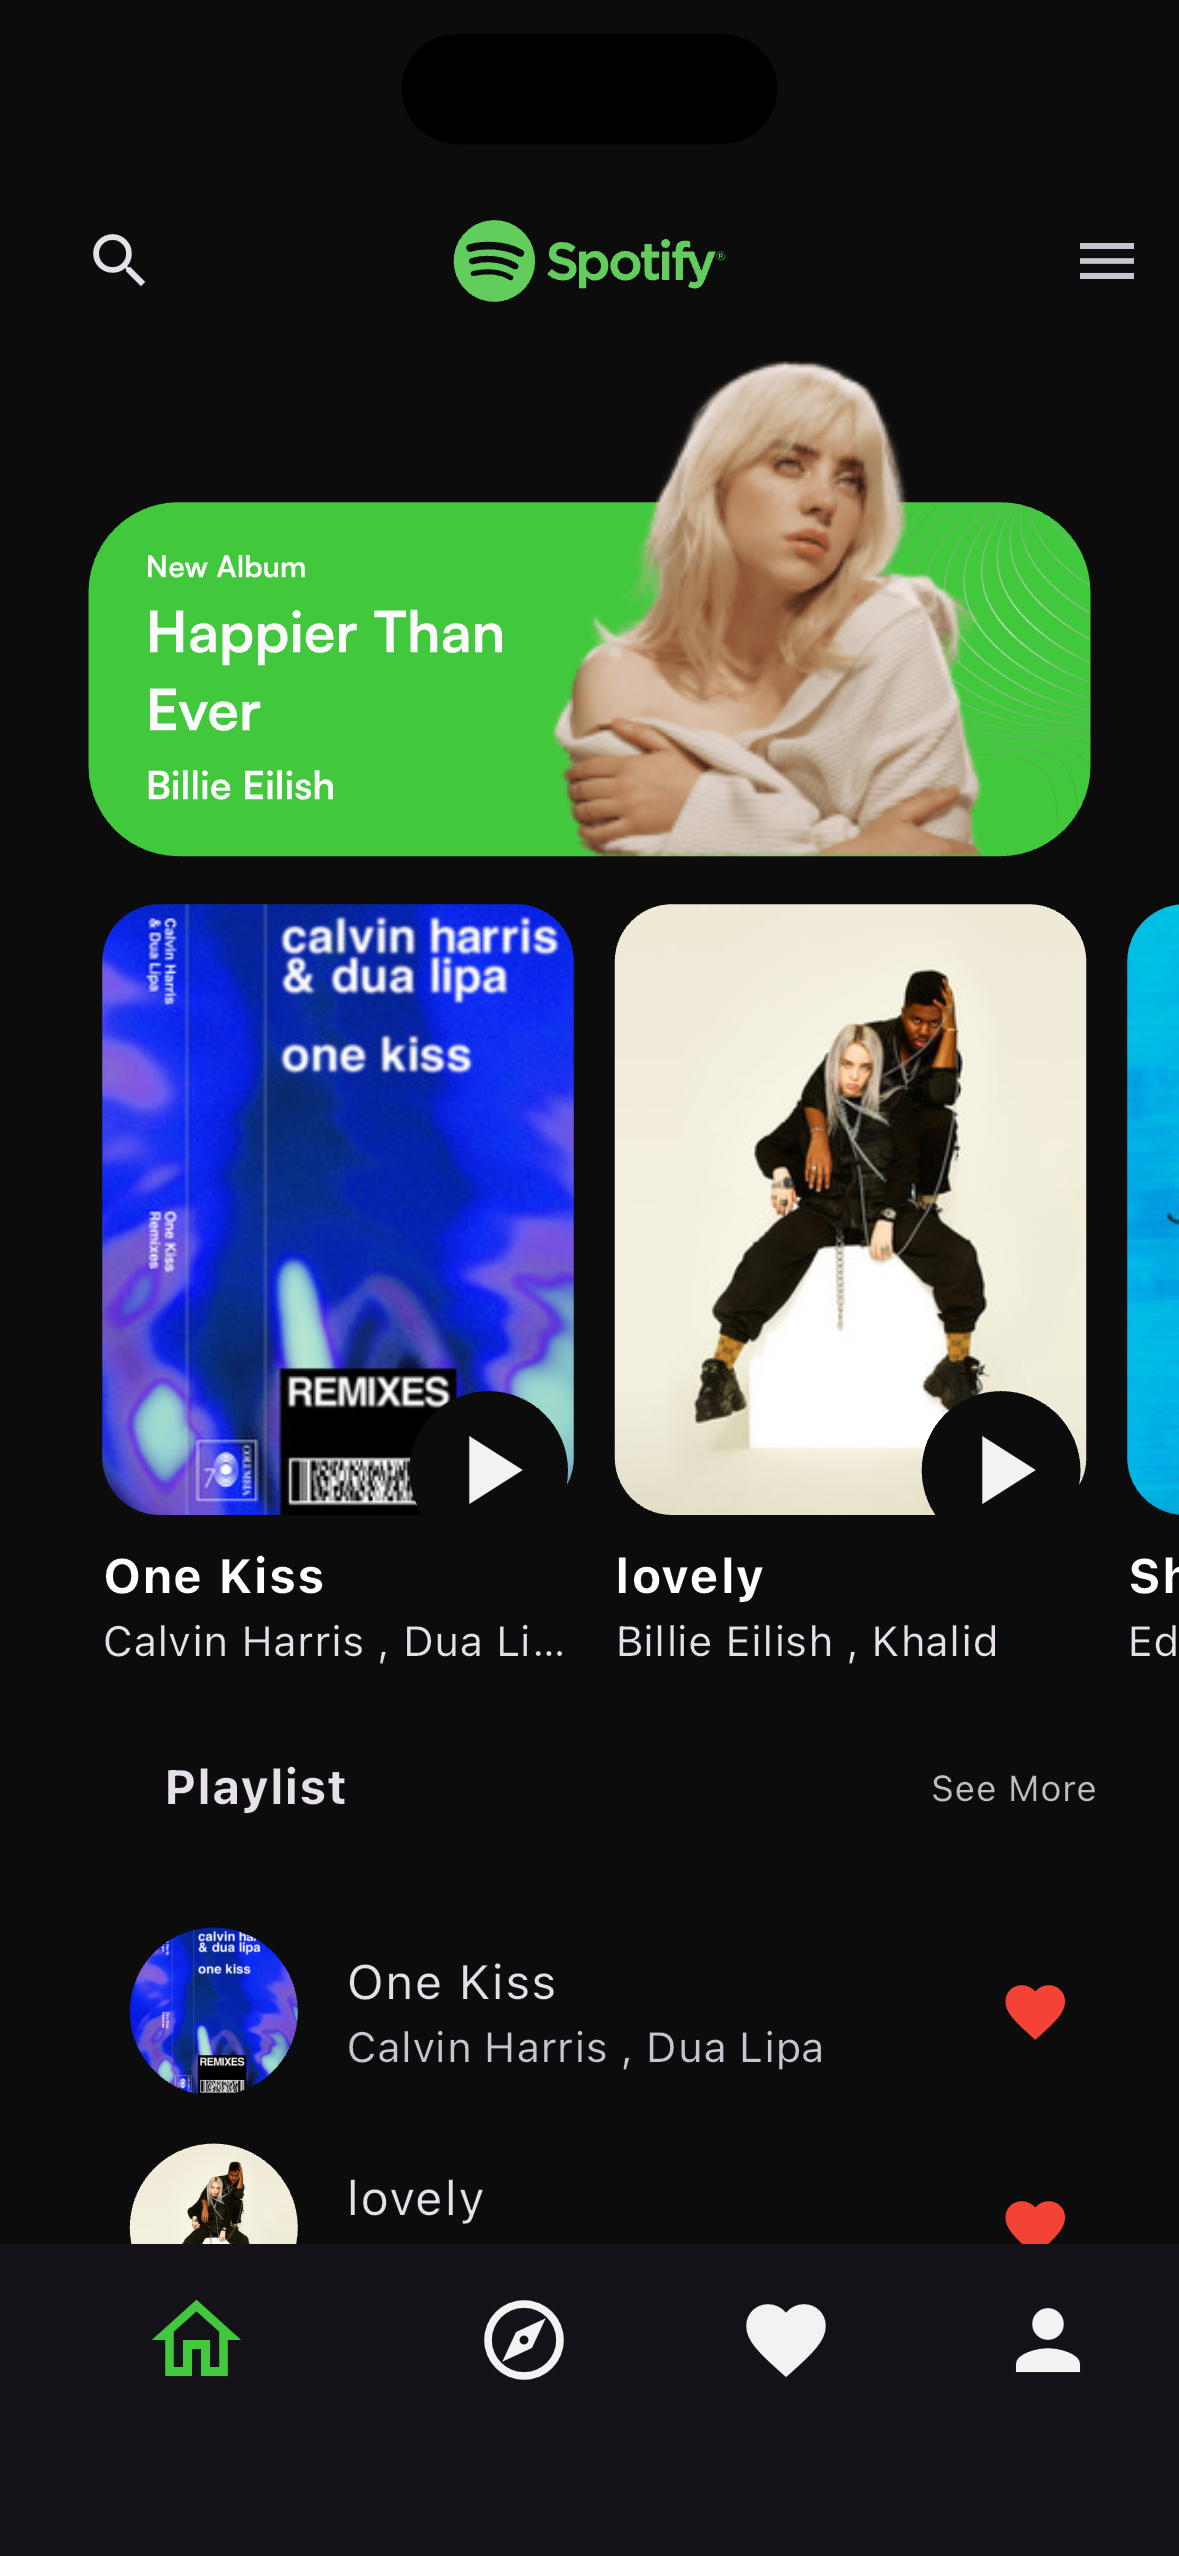 Spotify®
New Album
Happier Than
Ever
Billie Eilish
Calvin Harris
& Dua Lipa
One Kiss
Remixes
calvin harris
& dua lipa
one kiss
REMIXES
COLUMBIA
One Kiss
Calvin Harris , Dua Li...
lovely
Billie Eilish , Khalid
Sh
Ed
Playlist
See More
calvin ha
& dua lipa
one kiss
REMIXES
One Kiss
Calvin Harris , Dua Lipa
lovely